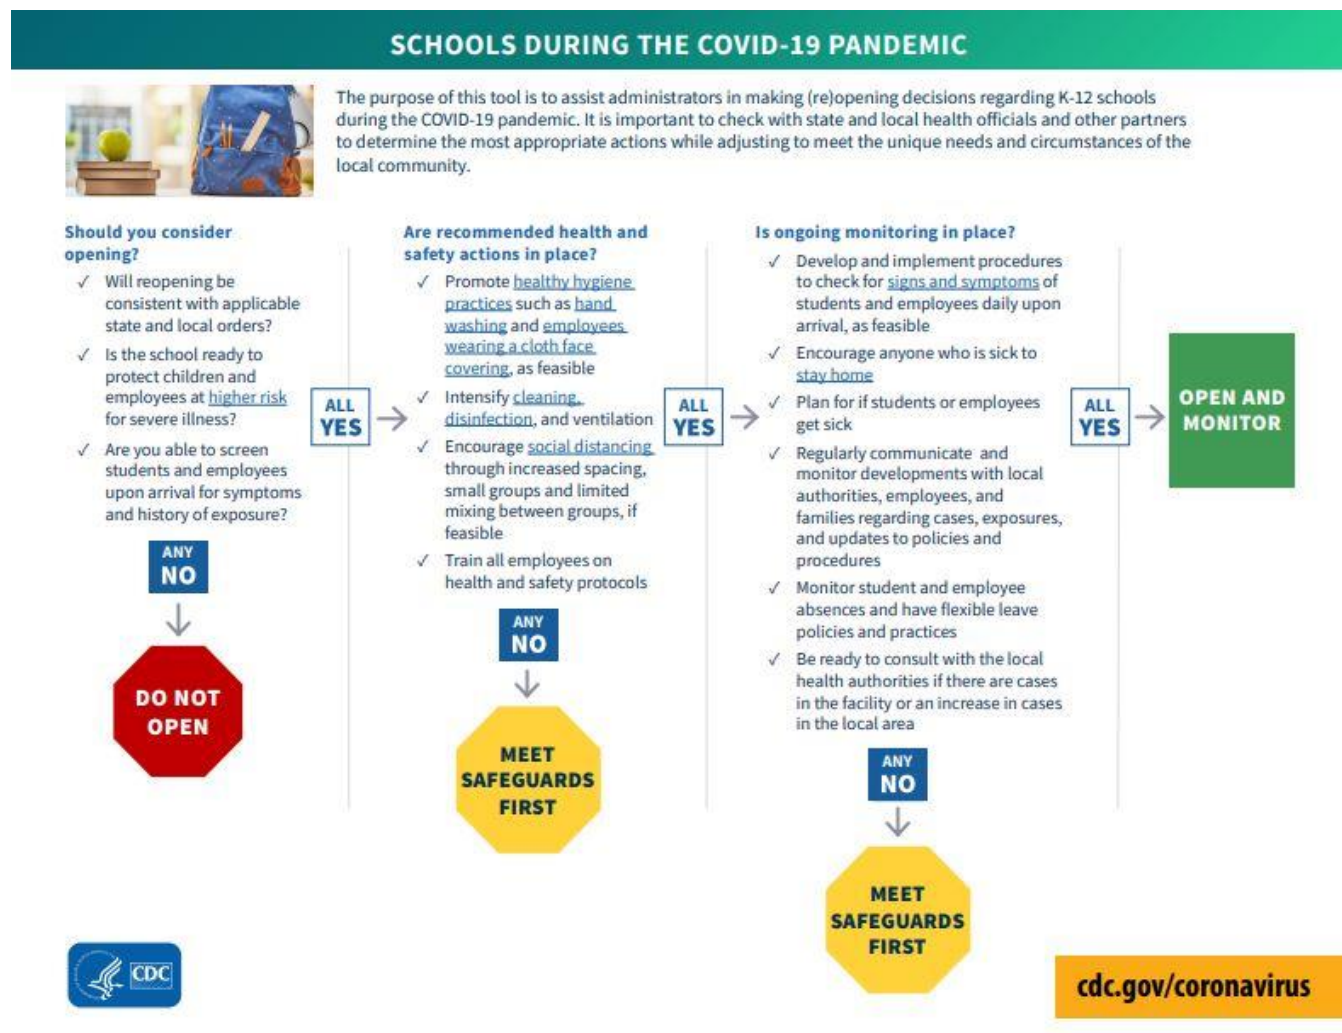 SCHOOLS DURING THE COVID-19 PANDEMIC
The purpose of this tool is to assist administrators in making (re)opening decisions regarding K-12 schools
during the COVID-19 pandemic. It is important to check with state and local health officials and other partners
to determine the most appropriate actions while adjusting to meet the unique needs and circumstances of the
local community.
Should you consider
opening?
✓ Will reopening be
consistent with applicable
state and local orders?
✓ Is the school ready to
protect children and
employees at higher risk
for severe illness?
✓ Are you able to screen
students and employees
upon arrival for symptoms
and history of exposure?
ANY
NO
DO NOT
OPEN
ALL
YES
Are recommended health and
safety actions in place?
✓ Promote healthy hygiene
practices such as hand
washing and employees
wearing a cloth face
covering, as feasible
✓ Intensify cleaning,
disinfection, and ventilation
✓ Encourage social distancing
through increased spacing,
small groups and limited
mixing between groups, if
feasible
✓ Train all employees on
health and safety protocols
ANY
NO
MEET
SAFEGUARDS
FIRST
ALL
YES
Is ongoing monitoring in place?
✓ Develop and implement procedures
to check for signs and symptoms of
students and employees daily upon
arrival, as feasible
✓ Encourage anyone who is sick to
stay home
✓ Plan for if students or employees
get sick
✓ Regularly communicate and
monitor developments with local
authorities, employees, and
families regarding cases, exposures,
and updates to policies and
procedures
✓ Monitor student and employee
absences and have flexible leave
policies and practices
✓ Be ready to consult with the local
health authorities if there are cases
in the facility or an increase in cases
in the local area
ANY
NO
MEET
SAFEGUARDS
FIRST
ALL
YES
OPEN AND
MONITOR
CDC
cdc.gov/coronavirus